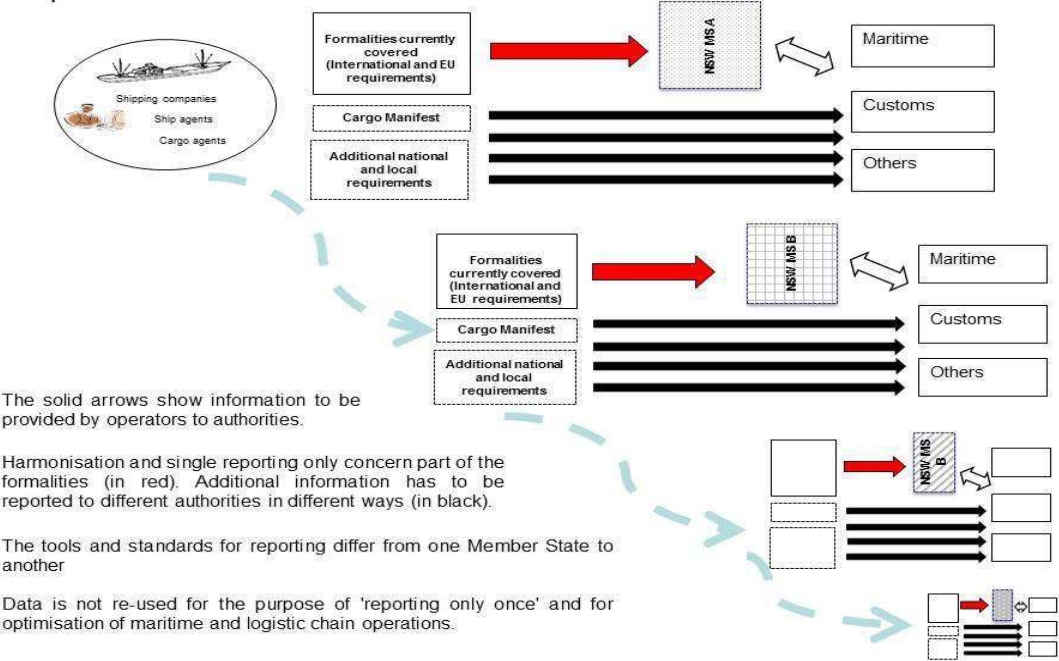 Shipping companies
Ship agents
Cargo agents
Formalities currently
covered
(International and EU
requirements)
Cargo Manifest
Additional national
and local
requirements
NSW MS A
Maritime
Customs
Others
Formalities
currently covered
(International and
EU requirements)
Cargo Manifest
Additional national
and local
requirements
NSW MS B
Maritime
Customs
Others
NSW MS
B
The solid arrows show information to be
provided by operators to authorities.
Harmonisation and single reporting only concern part of the
formalities (in red). Additional information has to be
reported to different authorities in different ways (in black).
The tools and standards for reporting differ from one Member State to
another
Data is not re-used for the purpose of 'reporting only once' and for
optimisation of maritime and logistic chain operations.